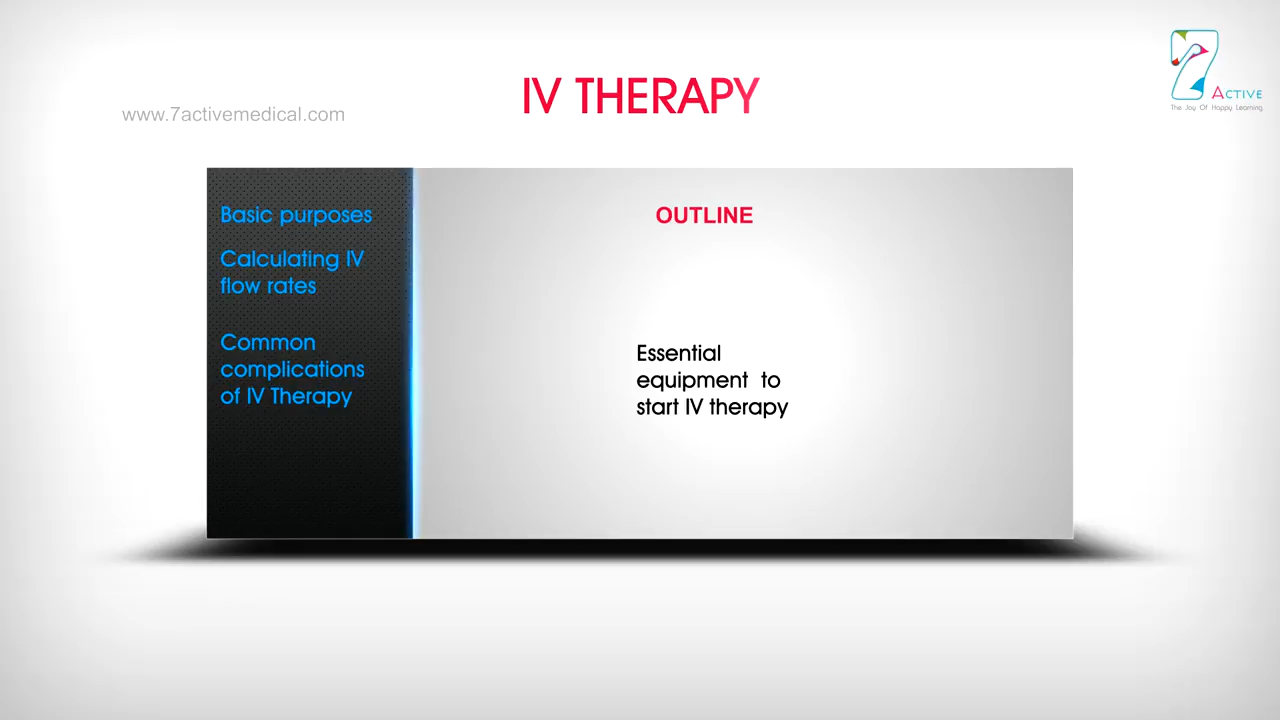 IV THERAPY
www.7activemedical.com
7
ACTIVE
The Joy Of Happy Learning
Basic purposes
Calculating IV
flow rates
Common
complications
of IV Therapy
OUTLINE
Essential
equipment to
start IV therapy